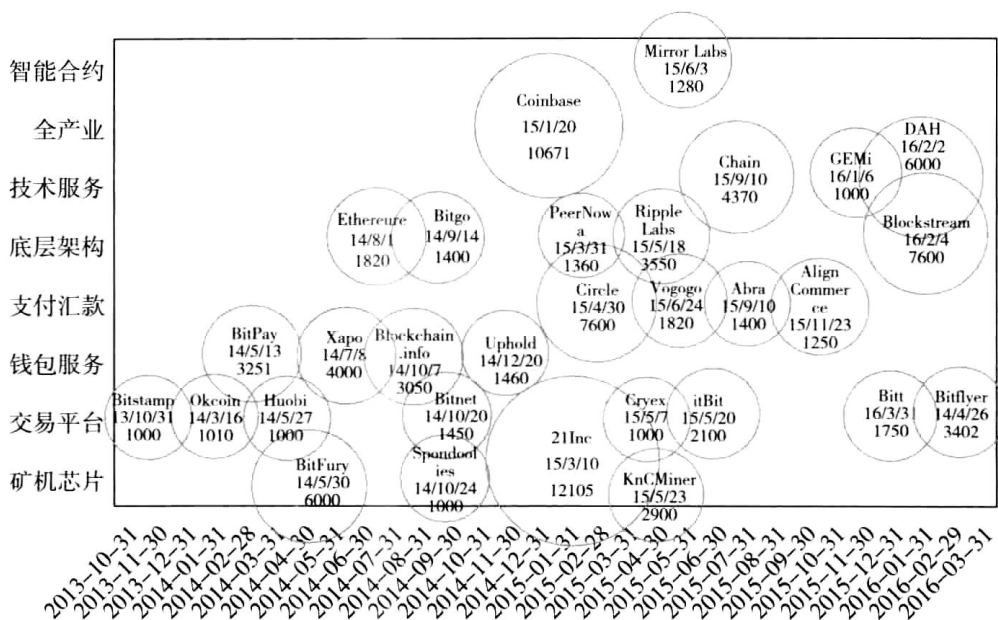 智能合约
全产业
技术服务
底层架构
支付汇款
钱包服务
交易平台
矿机芯片
Mirror Labs
15/6/3
1280
Coinbase
15/1/20
10671
DAH
16/2/2
6000
GEMi
16/1/6
1000
Chain
15/9/10
4370
Blockstream
16/2/4
7600
Ethereure
14/8/1
1820
Bitgo
14/9/14
1400
PeerNow
a
15/3/31
1360
Ripple
Labs
15/5/18
3550
Circle
15/4/30
7600
Vogogo
15/6/24
1820
Abra
15/9/10
1400
Align
Commer
ce
15/11/23
1250
BitPay
14/5/13
3251
Xapo
14/7/8
4000
Blockchain
.info
14/10/7
3050
Uphold
14/12/20
1460
Bitstamp
13/10/31
1000
Okcoin
14/3/16
1010
Huobi
14/5/27
1000
Bitnet
14/10/20
1450
Cryex
15/5/7
1000
itBit
15/5/20
2100
Bitt
16/3/31
1750
Bitflyer
14/4/26
3402
BitFury
14/5/30
6000
Spondool
ies
14/10/24
1000
21Inc
15/3/10
12105
KnCMiner
15/5/23
2900
2013-10-31
2013-11-30
2013-12-31
2014-01-31
2014-02-28
2014-03-31
2014-04-30
2014-05-31
2014-06-30
2014-07-31
2014-08-31
2014-09-30
2014-10-31
2014-11-30
2014-12-31
2015-01-31
2015-02-28
2015-03-31
2015-04-30
2015-05-31
2015-06-30
2015-07-31
2015-08-31
2015-09-30
2015-10-31
2015-11-30
2015-12-31
2016-01-31
2016-02-29
2016-03-31